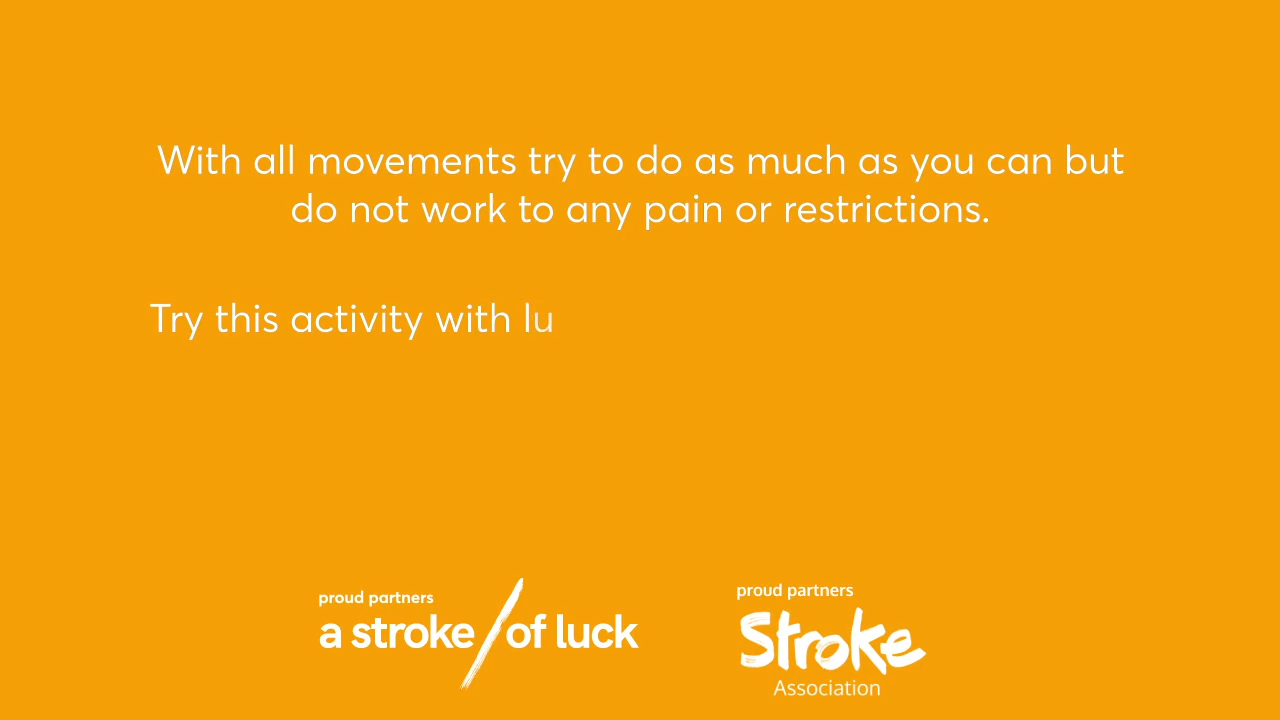 With all movements try to do as much as you can but
do not work to any pain or restrictions.
Try this activity with lu
proud partners
a stroke of luck
proud partners
Stroke
Association